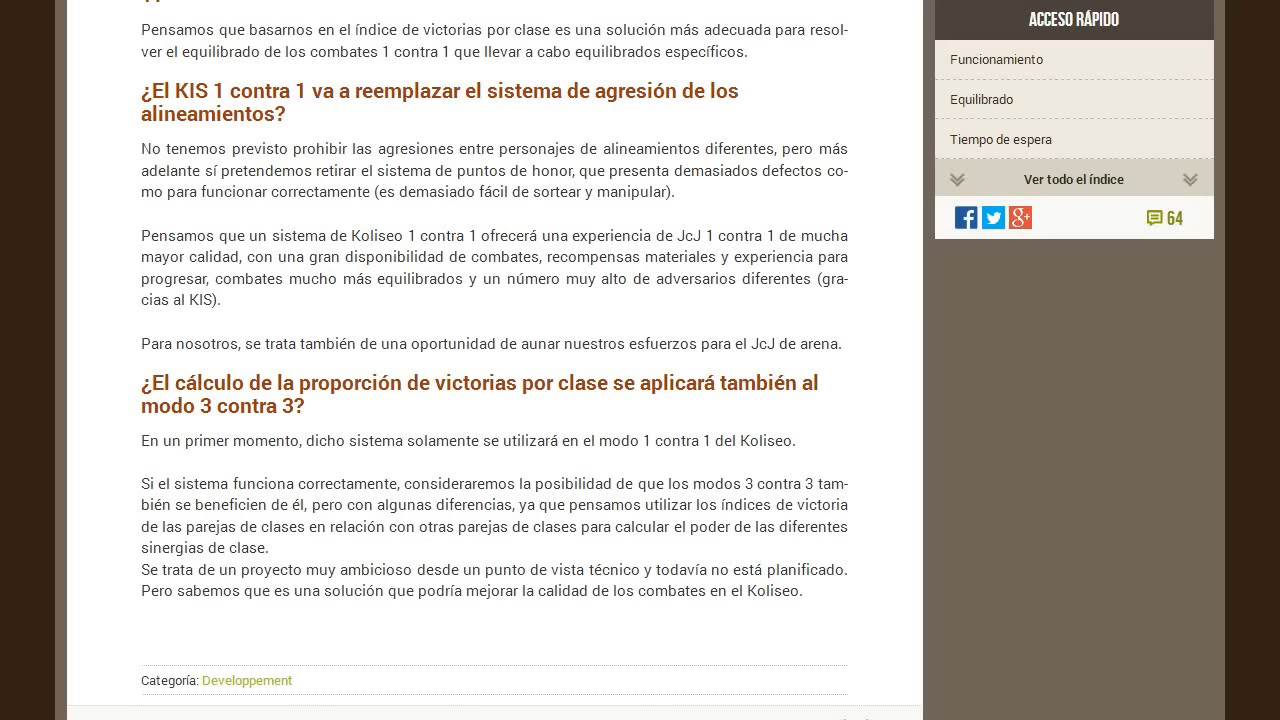 Pensamos que basarnos en el índice de victorias por clase es una solución más adecuada para resol-
ver el equilibrado de los combates 1 contra 1 que llevar a cabo equilibrados específicos.
¿El KIS 1 contra 1 va a reemplazar el sistema de agresión de los
alineamientos?
No tenemos previsto prohibir las agresiones entre personajes de alineamientos diferentes, pero más
adelante sí pretendemos retirar el sistema de puntos de honor, que presenta demasiados defectos co-
mo para funcionar correctamente (es demasiado fácil de sortear y manipular).
Pensamos que un sistema de Koliseo 1 contra 1 ofrecerá una experiencia de JcJ 1 contra 1 de mucha
mayor calidad, con una gran disponibilidad de combates, recompensas materiales y experiencia para
progresar, combates mucho más equilibrados y un número muy alto de adversarios diferentes (gra-
cias al KIS).
Para nosotros, se trata también de una oportunidad de aunar nuestros esfuerzos para el JcJ de arena.
¿El cálculo de la proporción de victorias por clase se aplicará también al
modo 3 contra 3?
En un primer momento, dicho sistema solamente se utilizará en el modo 1 contra 1 del Koliseo.
Si el sistema funciona correctamente, consideraremos la posibilidad de que los modos 3 contra 3 tam-
bién se beneficien de él, pero con algunas diferencias, ya que pensamos utilizar los índices de victoria
de las parejas de clases en relación con otras parejas de clases para calcular el poder de las diferentes
sinergias de clase.
Se trata de un proyecto muy ambicioso desde un punto de vista técnico y todavía no está planificado.
Pero sabemos que es una solución que podría mejorar la calidad de los combates en el Koliseo.
Categoría: Developpement
ACCESO RÁPIDO
Funcionamiento
Equilibrado
Tiempo de espera
Ver todo el índice
64